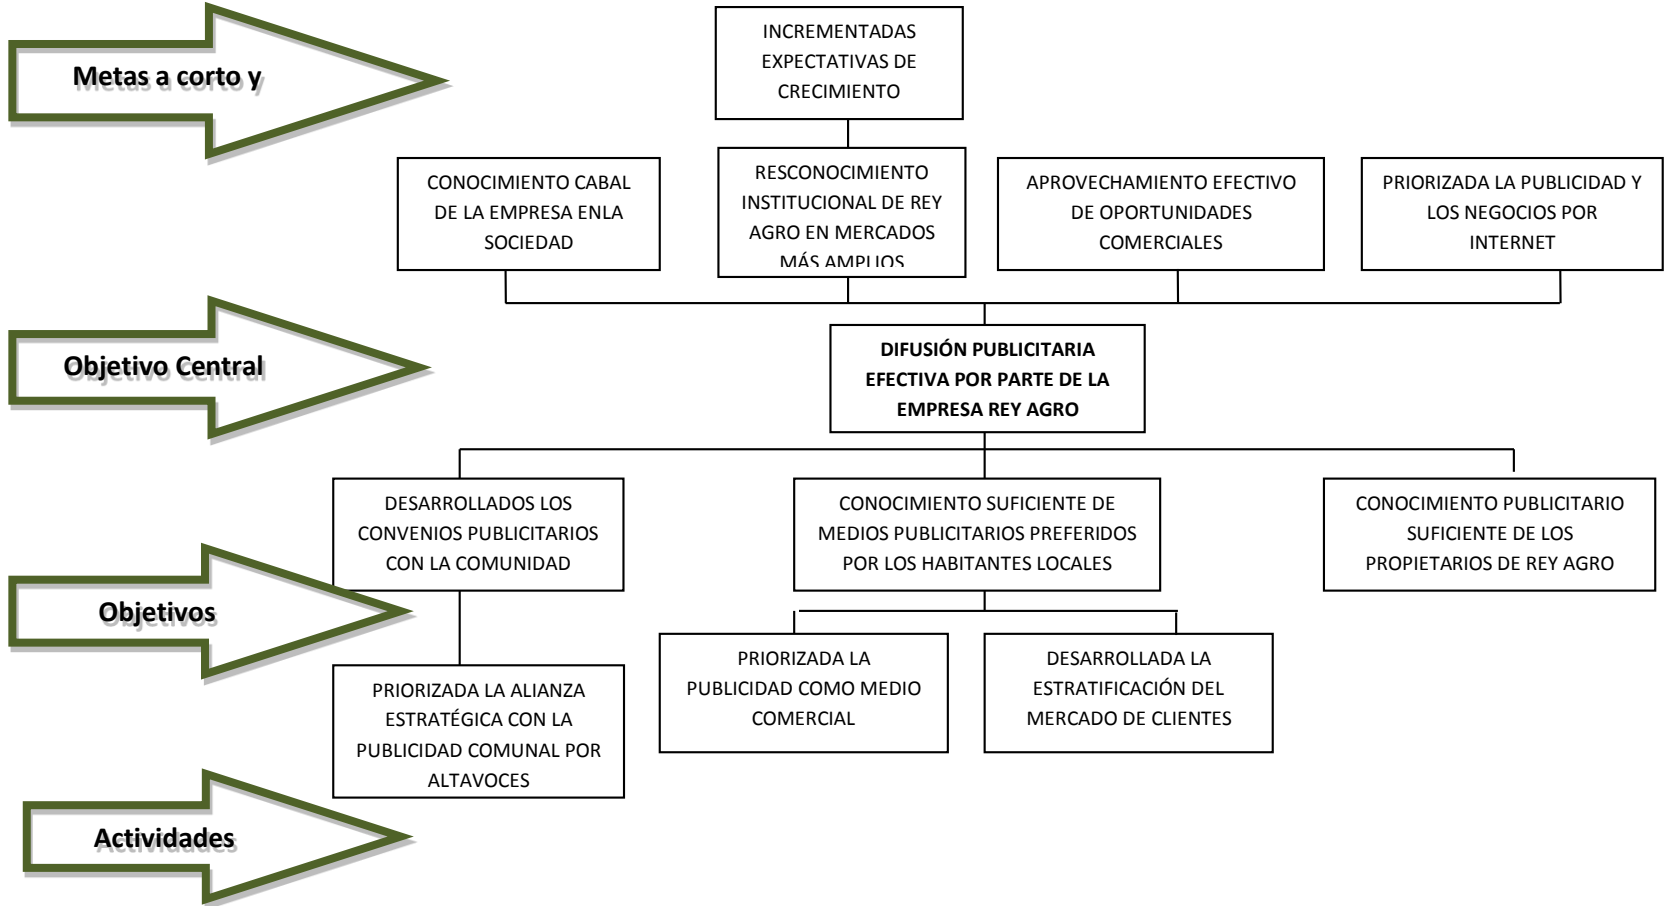 Metas a corto y
INCREMENTADAS
EXPECTATIVAS DE
CRECIMIENTO
CONOCIMIENTO CABAL
DE LA EMPRESA ENLA
SOCIEDAD
RESCONOCIMIENTO
INSTITUCIONAL DE REY
AGRO EN MERCADOS
MÁS AMPLIOS
APROVECHAMIENTO EFECTIVO
DE OPORTUNIDADES
COMERCIALES
PRIORIZADA LA PUBLICIDAD Y
LOS NEGOCIOS POR
INTERNET
Objetivo Central
DIFUSIÓN PUBLICITARIA
EFECTIVA POR PARTE DE LA
EMPRESA REY AGRO
DESARROLLADOS LOS
CONVENIOS PUBLICITARIOS
CON LA COMUNIDAD
CONOCIMIENTO SUFICIENTE DE
MEDIOS PUBLICITARIOS PREFERIDOS
POR LOS HABITANTES LOCALES
CONOCIMIENTO PUBLICITARIO
SUFICIENTE DE LOS
PROPIETARIOS DE REY AGRO
Objetivos
PRIORIZADA LA ALIANZA
ESTRATÉGICA CON LA
PUBLICIDAD COMUNAL POR
ALTAVOCES
PRIORIZADA LA
PUBLICIDAD COMO MEDIO
COMERCIAL
DESARROLLADA LA
ESTRATIFICACIÓN DEL
MERCADO DE CLIENTES
Actividades